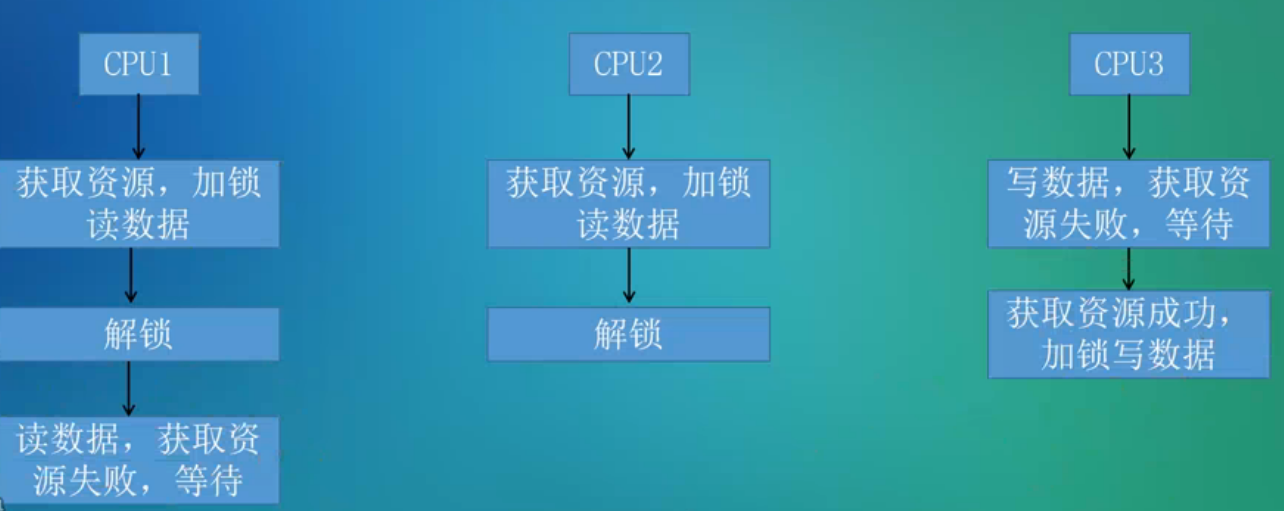 CPU1
获取资源，加锁
读数据
解锁
读数据，获取资
源失败，等待
CPU2
获取资源，加锁
读数据
解锁
CPU3
写数据，获取资
源失败，等待
获取资源成功，
加锁写数据